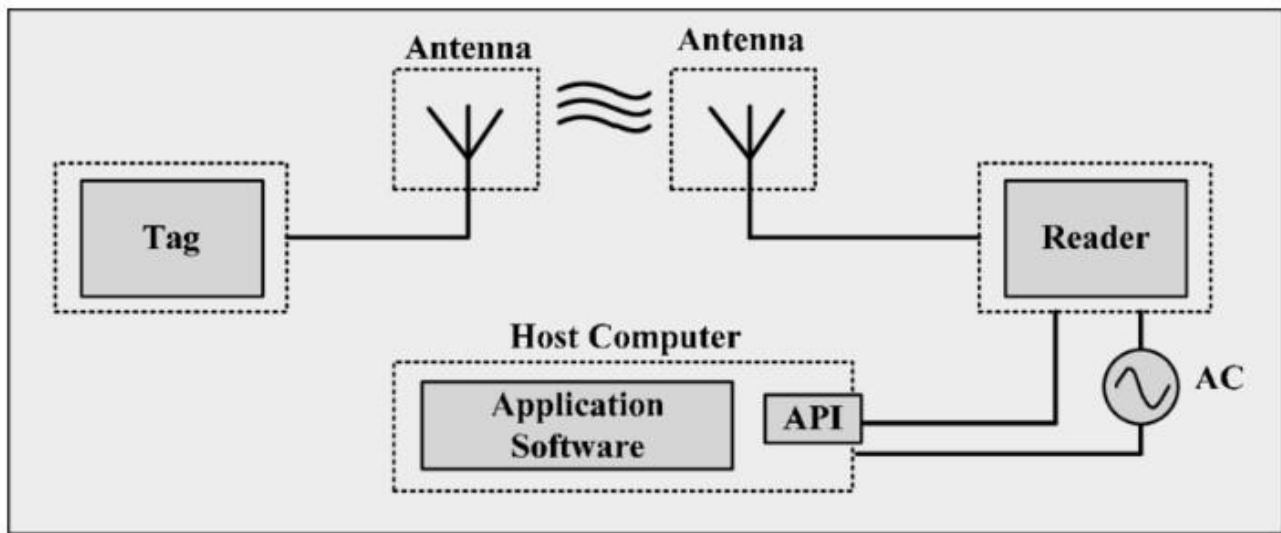 Antenna
Antenna
Tag
Reader
Host Computer
Application
Software
API
AC